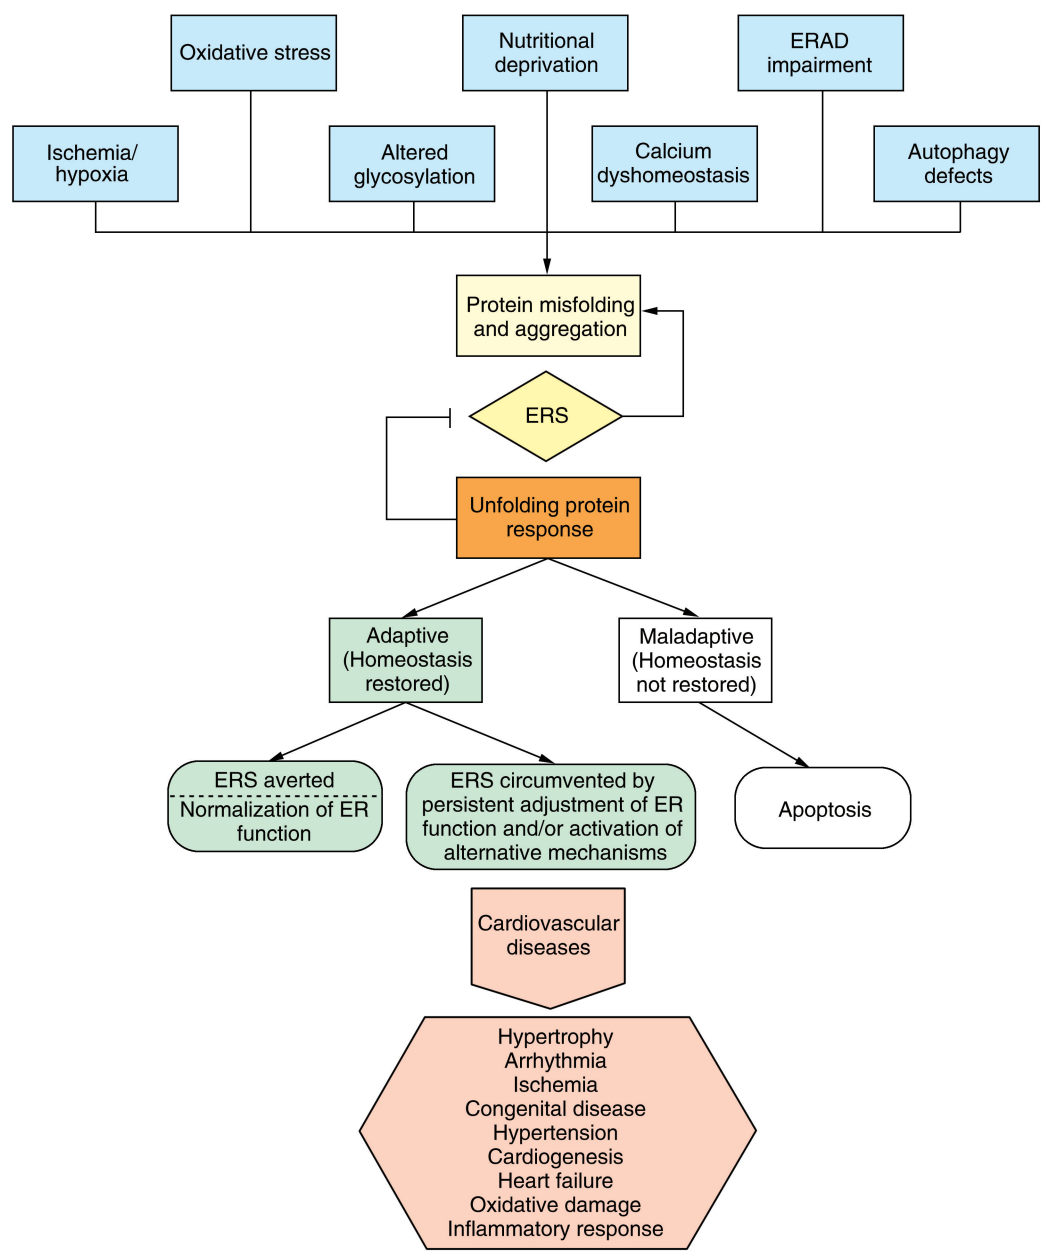 Oxidative stress
Nutritional
deprivation
ERAD
impairment
Ischemia/
hypoxia
Altered
glycosylation
Calcium
dyshomeostasis
Autophagy
defects
Protein misfolding
and aggregation
ERS
Unfolding protein
response
Adaptive
(Homeostasis
restored)
Maladaptive
(Homeostasis
not restored)
ERS averted
Normalization of ER
function
ERS circumvented by
persistent adjustment of ER
function and/or activation of
alternative mechanisms
Apoptosis
Cardiovascular
diseases
Hypertrophy
Arrhythmia
Ischemia
Congenital disease
Hypertension
Cardiogenesis
Heart failure
Oxidative damage
Inflammatory response